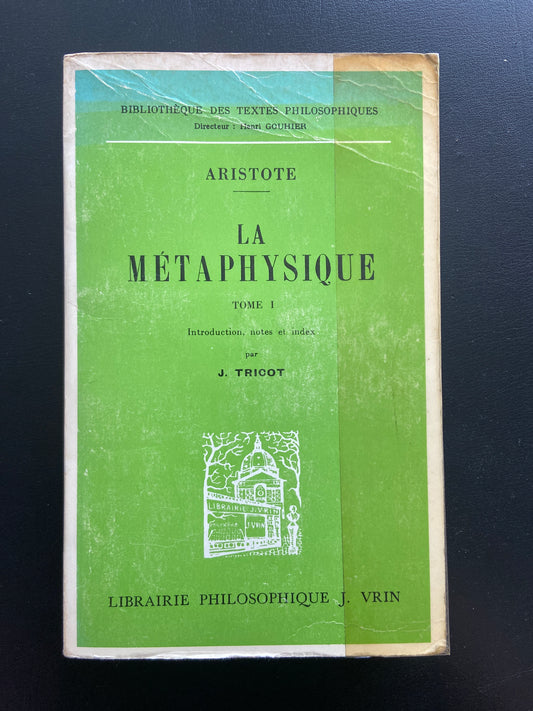 BIBLIOTHÈQUE DES TEXTES PHILOSOPHIQUES
Directeur : Henri GOUHIER
ARISTOTE
LA
MÉTAPHYSIQUE
TOME I
Introduction, notes et index
par
J. TRICOT
LIBRAIRIE J. VRIN
J. VRIN
LIBRAIRIE PHILOSOPHIQUE J. VRIN